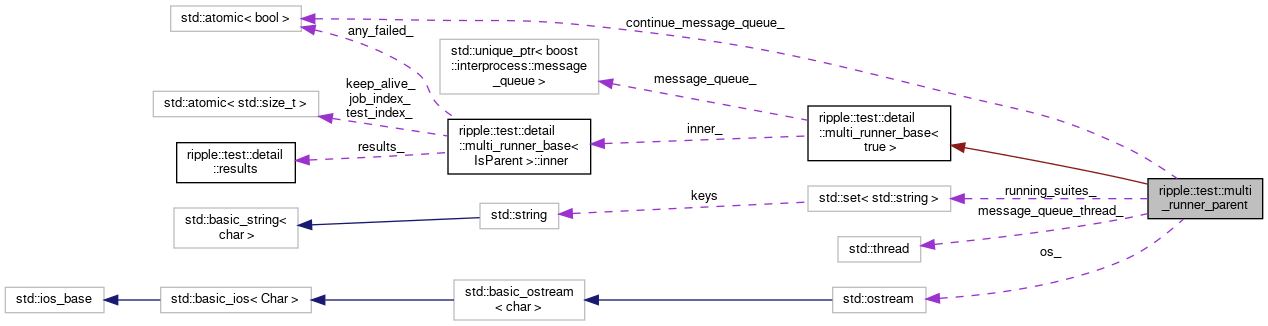 std::atomic< bool >
continue_message_queue_
any_failed_
std::unique_ptr< boost
::interprocess::message
_queue >
message_queue_
keep_alive_
job_index_
test_index_
std::atomic< std::size_t >
ripple::test::detail
::multi_runner_base<
true >
ripple::test::detail
::multi_runner_base<
IsParent >::inner
inner_
results_
ripple::test::detail
::results
ripple::test::multi
_runner_parent
running_suites_
keys
std::set< std::string >
message_queue_thread_
std::basic_string<
char >
std::string
std::thread
os_
std::ios_base
std::basic_ios< Char >
std::basic_ostream
< char >
std::ostream